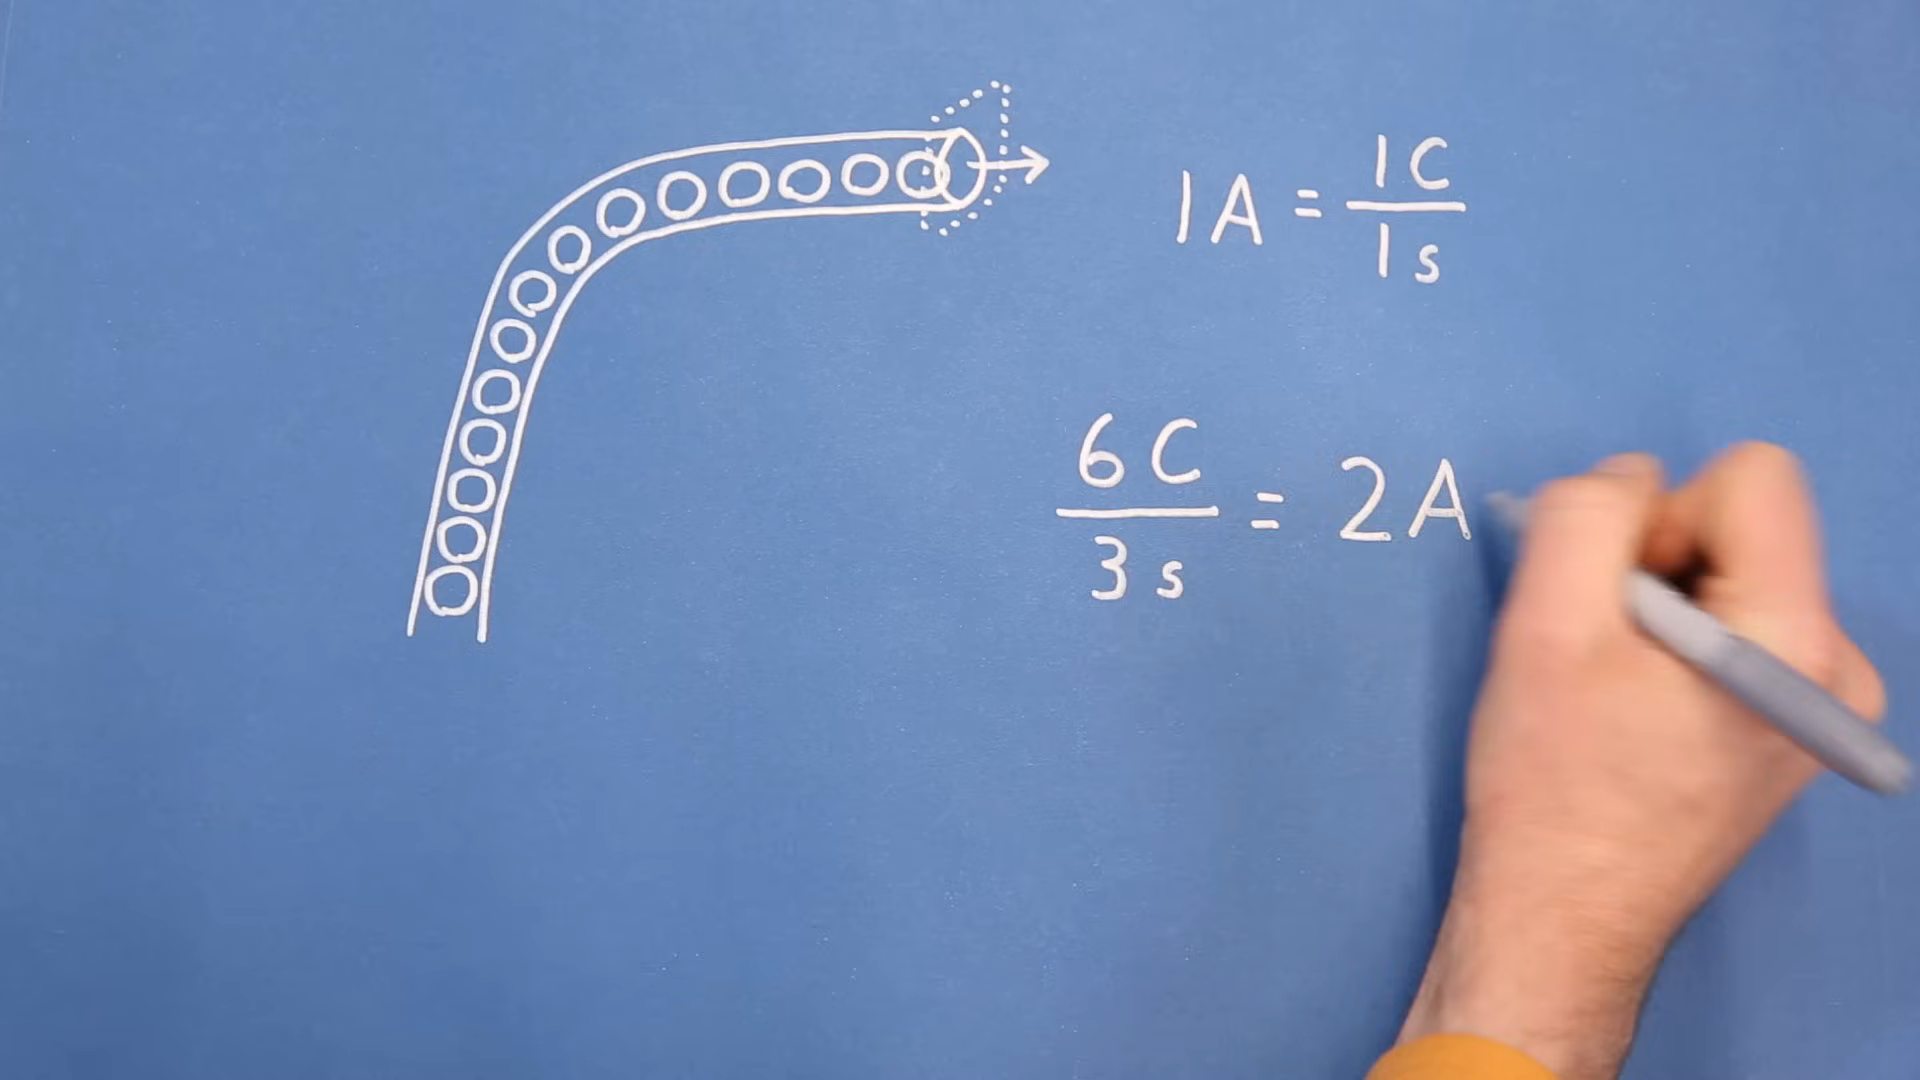 1A = 1C / 1s
6C / 3s = 2A